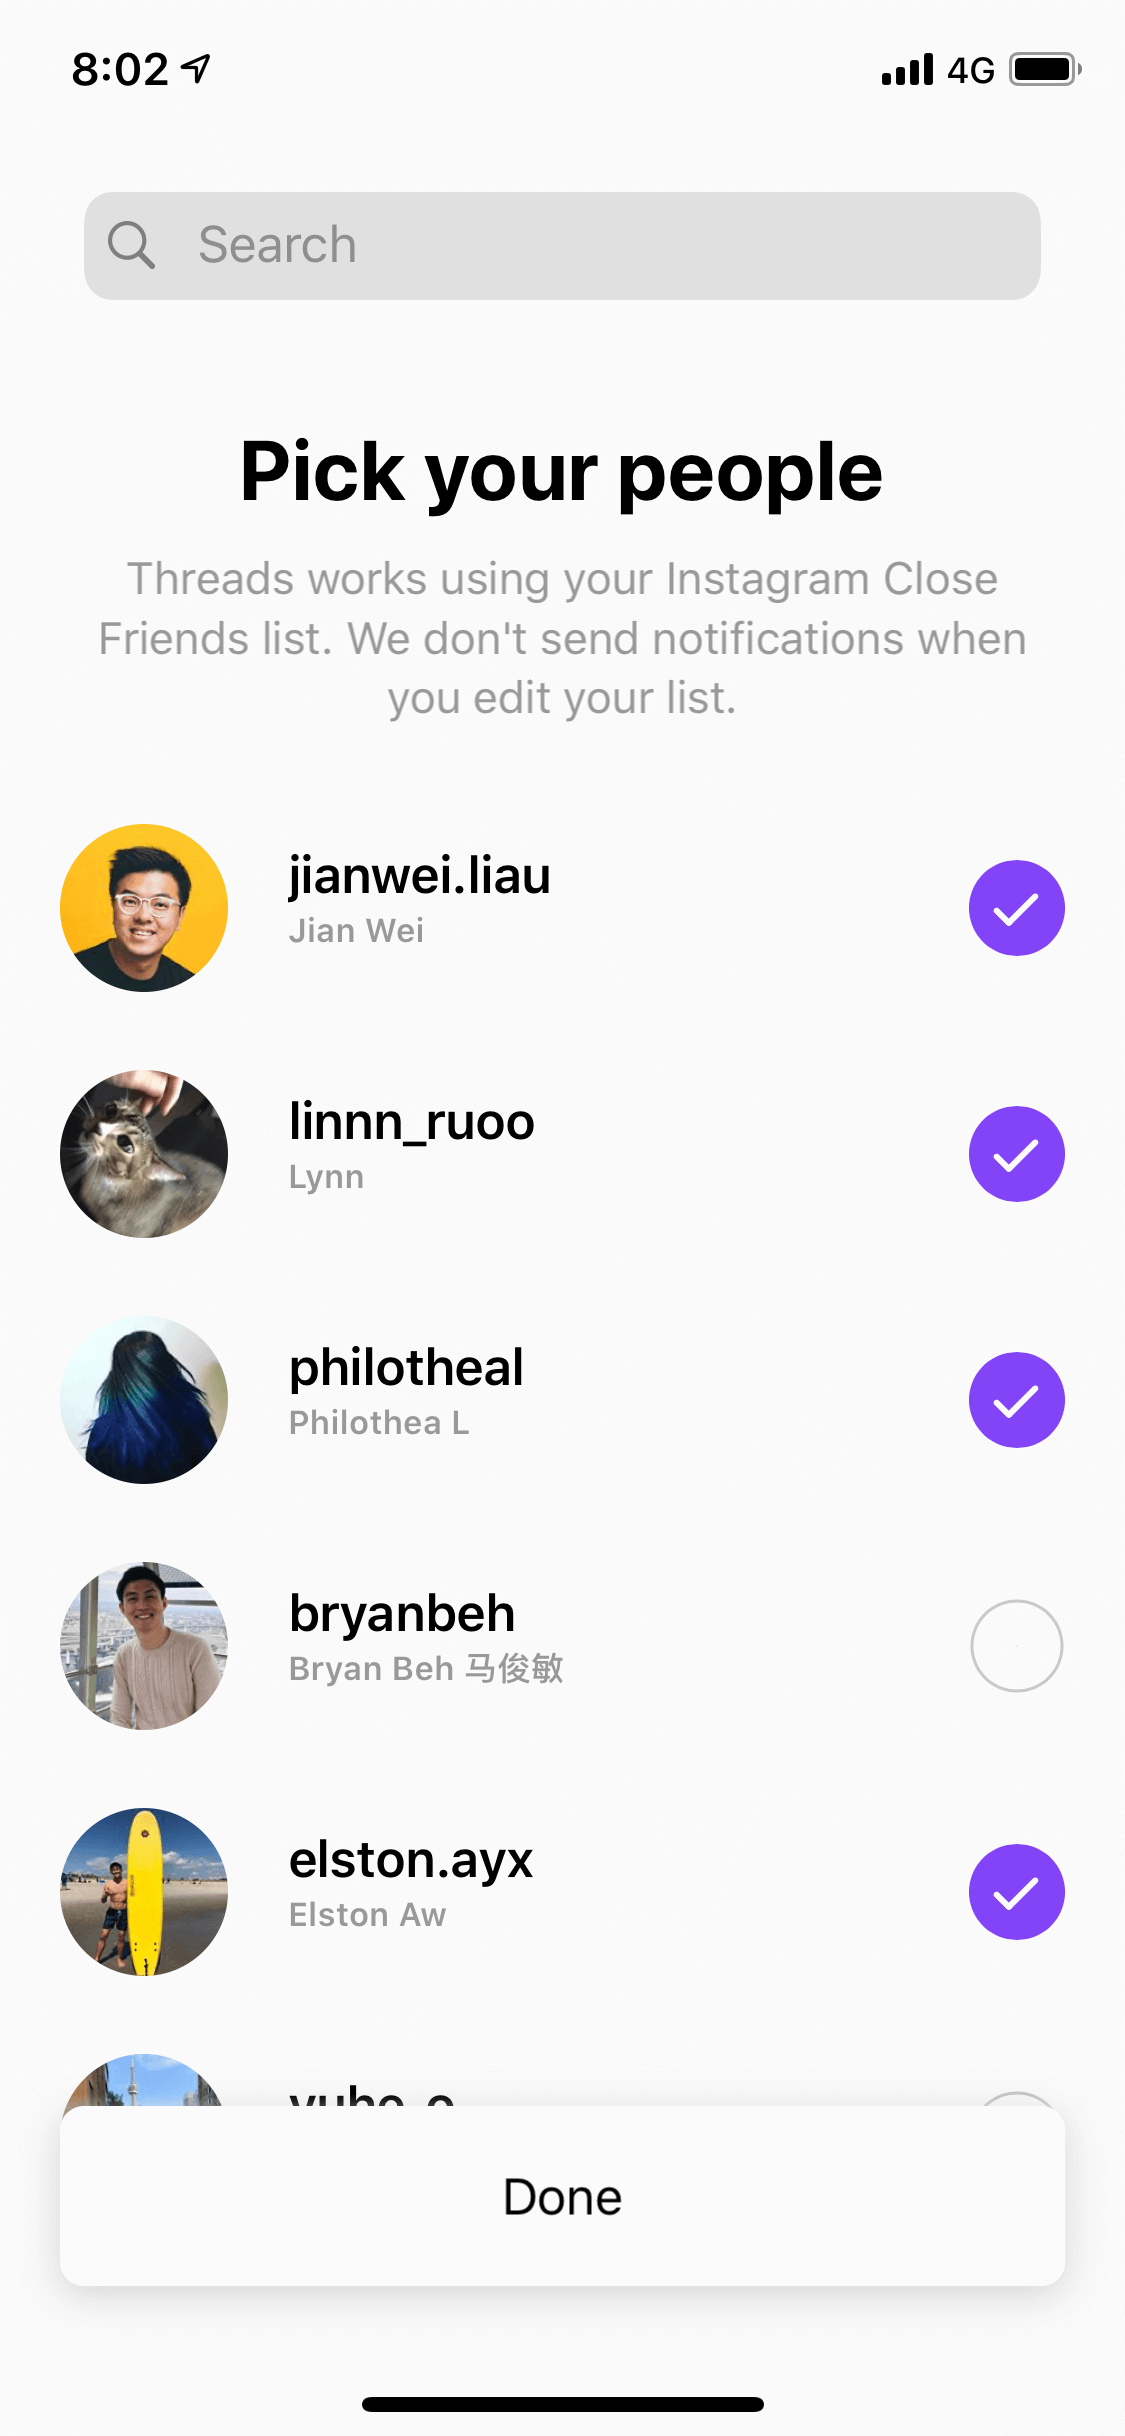 8:02
4G
Search
Pick your people
Threads works using your Instagram Close
Friends list. We don't send notifications when
you edit your list.
jianwei.liau
Jian Wei
linnn_ruoo
Lynn
philotheal
Philothea L
bryanbeh
Bryan Beh 马俊敏
elston.ayx
Elston Aw
Done